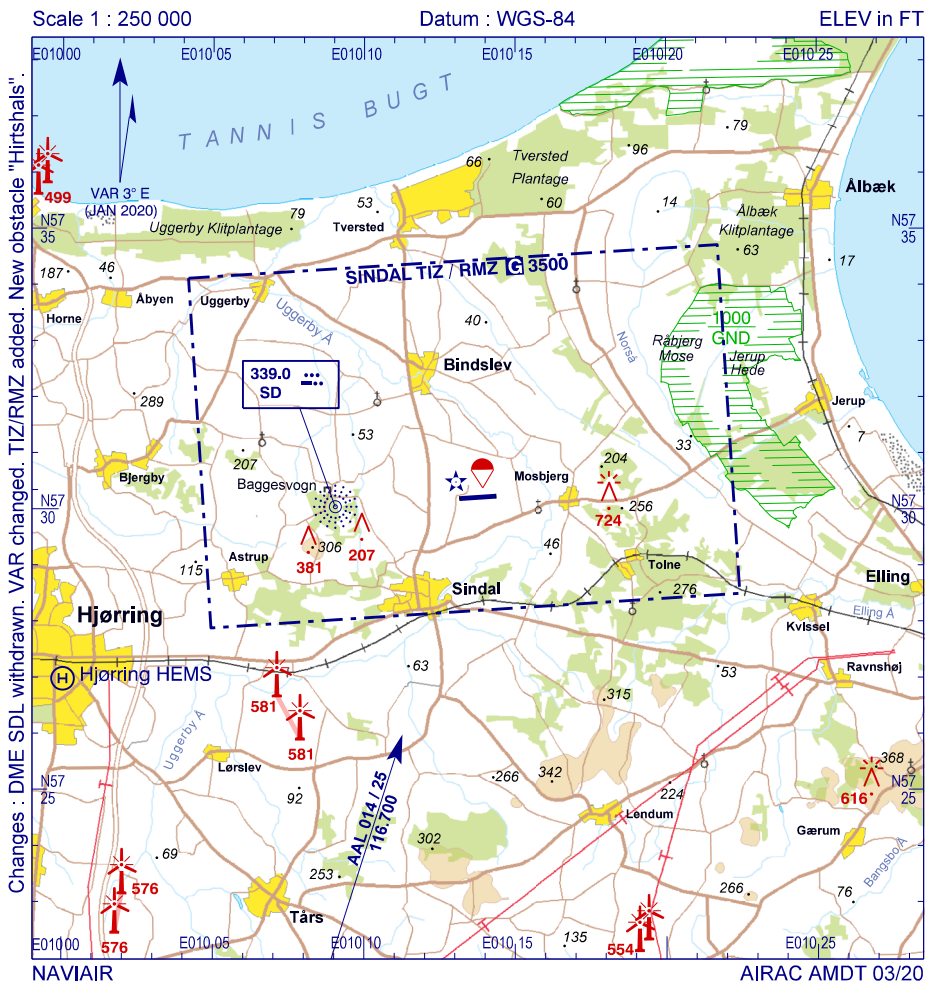 Scale 1 : 250 000 Datum : WGS-84 ELEV in FT
E010 00 E010 05 E010 10 E010 15 E010 20 E010 25
Changes : DME SDL withdrawn. VAR changed. TIZ/RMZ added. New obstacle "Hirtshals".
TANNIS BUGT
79
66
Tversted
Plantage
96
499
VAR 3° E
(JAN 2020)
53
60
14
Ålbæk
79
Uggerby Klitplantage
Tversted
Ålbæk
Klitplantage
63
N57
35
N57
35
187
46
17
SINDAL TIZ / RMZ G 3500
Horne
Åbyen
Uggerby
Uggerby Å
40
Norså
1000
GND
Råbjerg
Mose
Jerup
Hede
339.0
SD
Bindslev
289
Jerup
53
33
7
207
204
Bjergby
Baggesvogn
Mosbjerg
N57
30
N57
30
256
724
306
207
381
46
115
Astrup
Tolne
276
Sindal
Elling
Elling Å
Hjørring
Kvissel
H
Hjørring HEMS
63
53
Ravnshøj
581
315
581
Uggerby Å
Lørslev
266
342
368
N57
25
N57
25
92
224
616
AAL 014 / 25
116.700
Lendum
Gærum
302
69
253
576
266
76
Bangsbo Å
Tårs
576
135
554
E010 00 E010 05 E010 10 E010 15 E010 25
NAVIAIR AIRAC AMDT 03/20